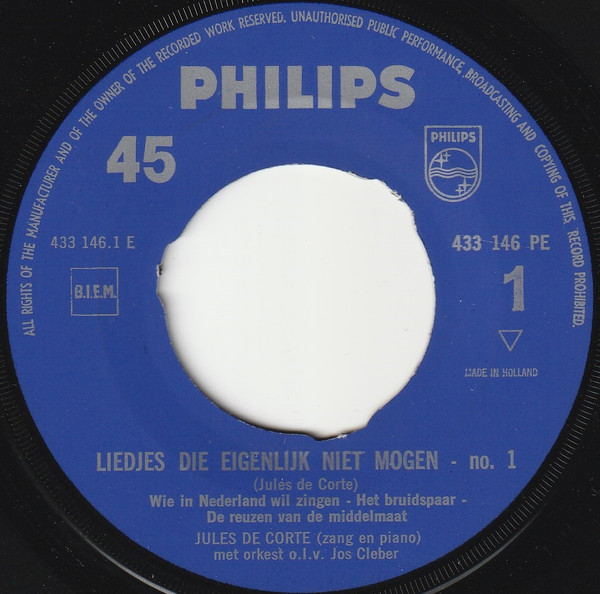 ALL RIGHTS OF THE MANUFACTURER AND OF THE OWNER OF THE RECORDED WORK RESERVED. UNAUTHORISED PUBLIC PERFORMANCE, BROADCASTING AND COPYING OF THIS RECORD PROHIBITED.
PHILIPS
45
PHILIPS
433 146.1 E
433 146 PE
B.I.E.M.
1
MADE IN HOLLAND
LIEDJES DIE EIGENLIJK NIET MOGEN - no. 1
(Jules de Corte)
Wie in Nederland wil zingen - Het bruidspaar -
De reuzen van de middelmaat
JULES DE CORTE (zang en piano)
met orkest o.l.v. Jos Cleber